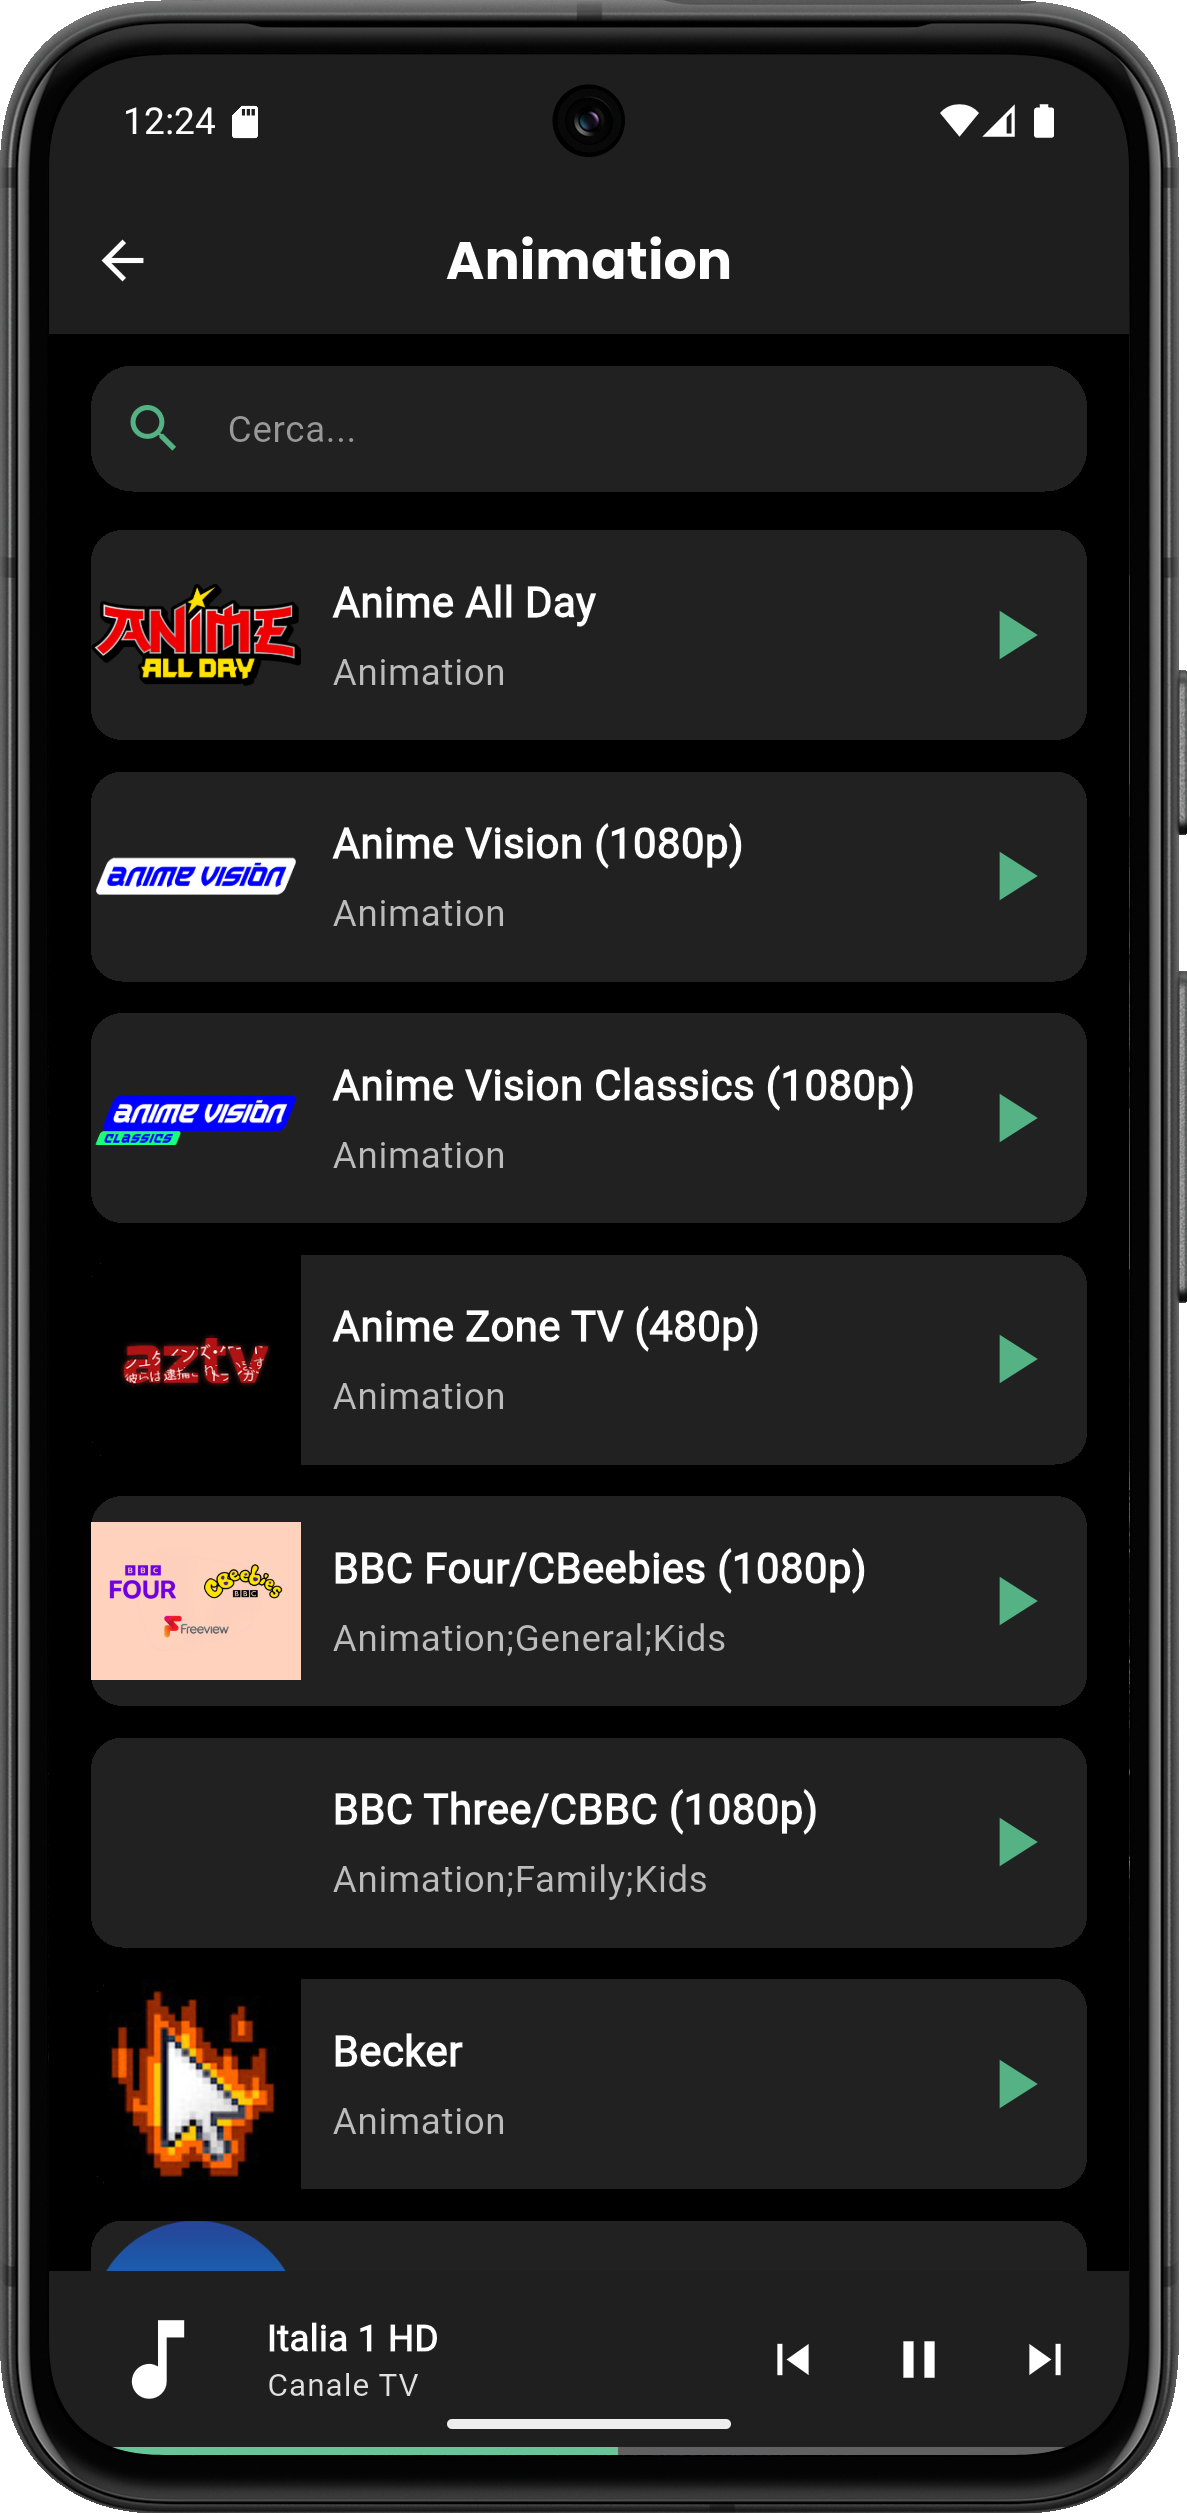 12:24
Animation
Cerca...
ANIME
ALL DAY
Anime All Day
Animation
anime visiön
Anime Vision (1080p)
Animation
anime visiön
CLASSICS
Anime Vision Classics (1080p)
Animation
aztv
Anime Zone TV (480p)
Animation
BBC
FOUR
CBeebies
BBC
Freeview
BBC Four/CBeebies (1080p)
Animation;General;Kids
BBC Three/CBBC (1080p)
Animation;Family;Kids
Becker
Animation
Italia 1 HD
Canale TV